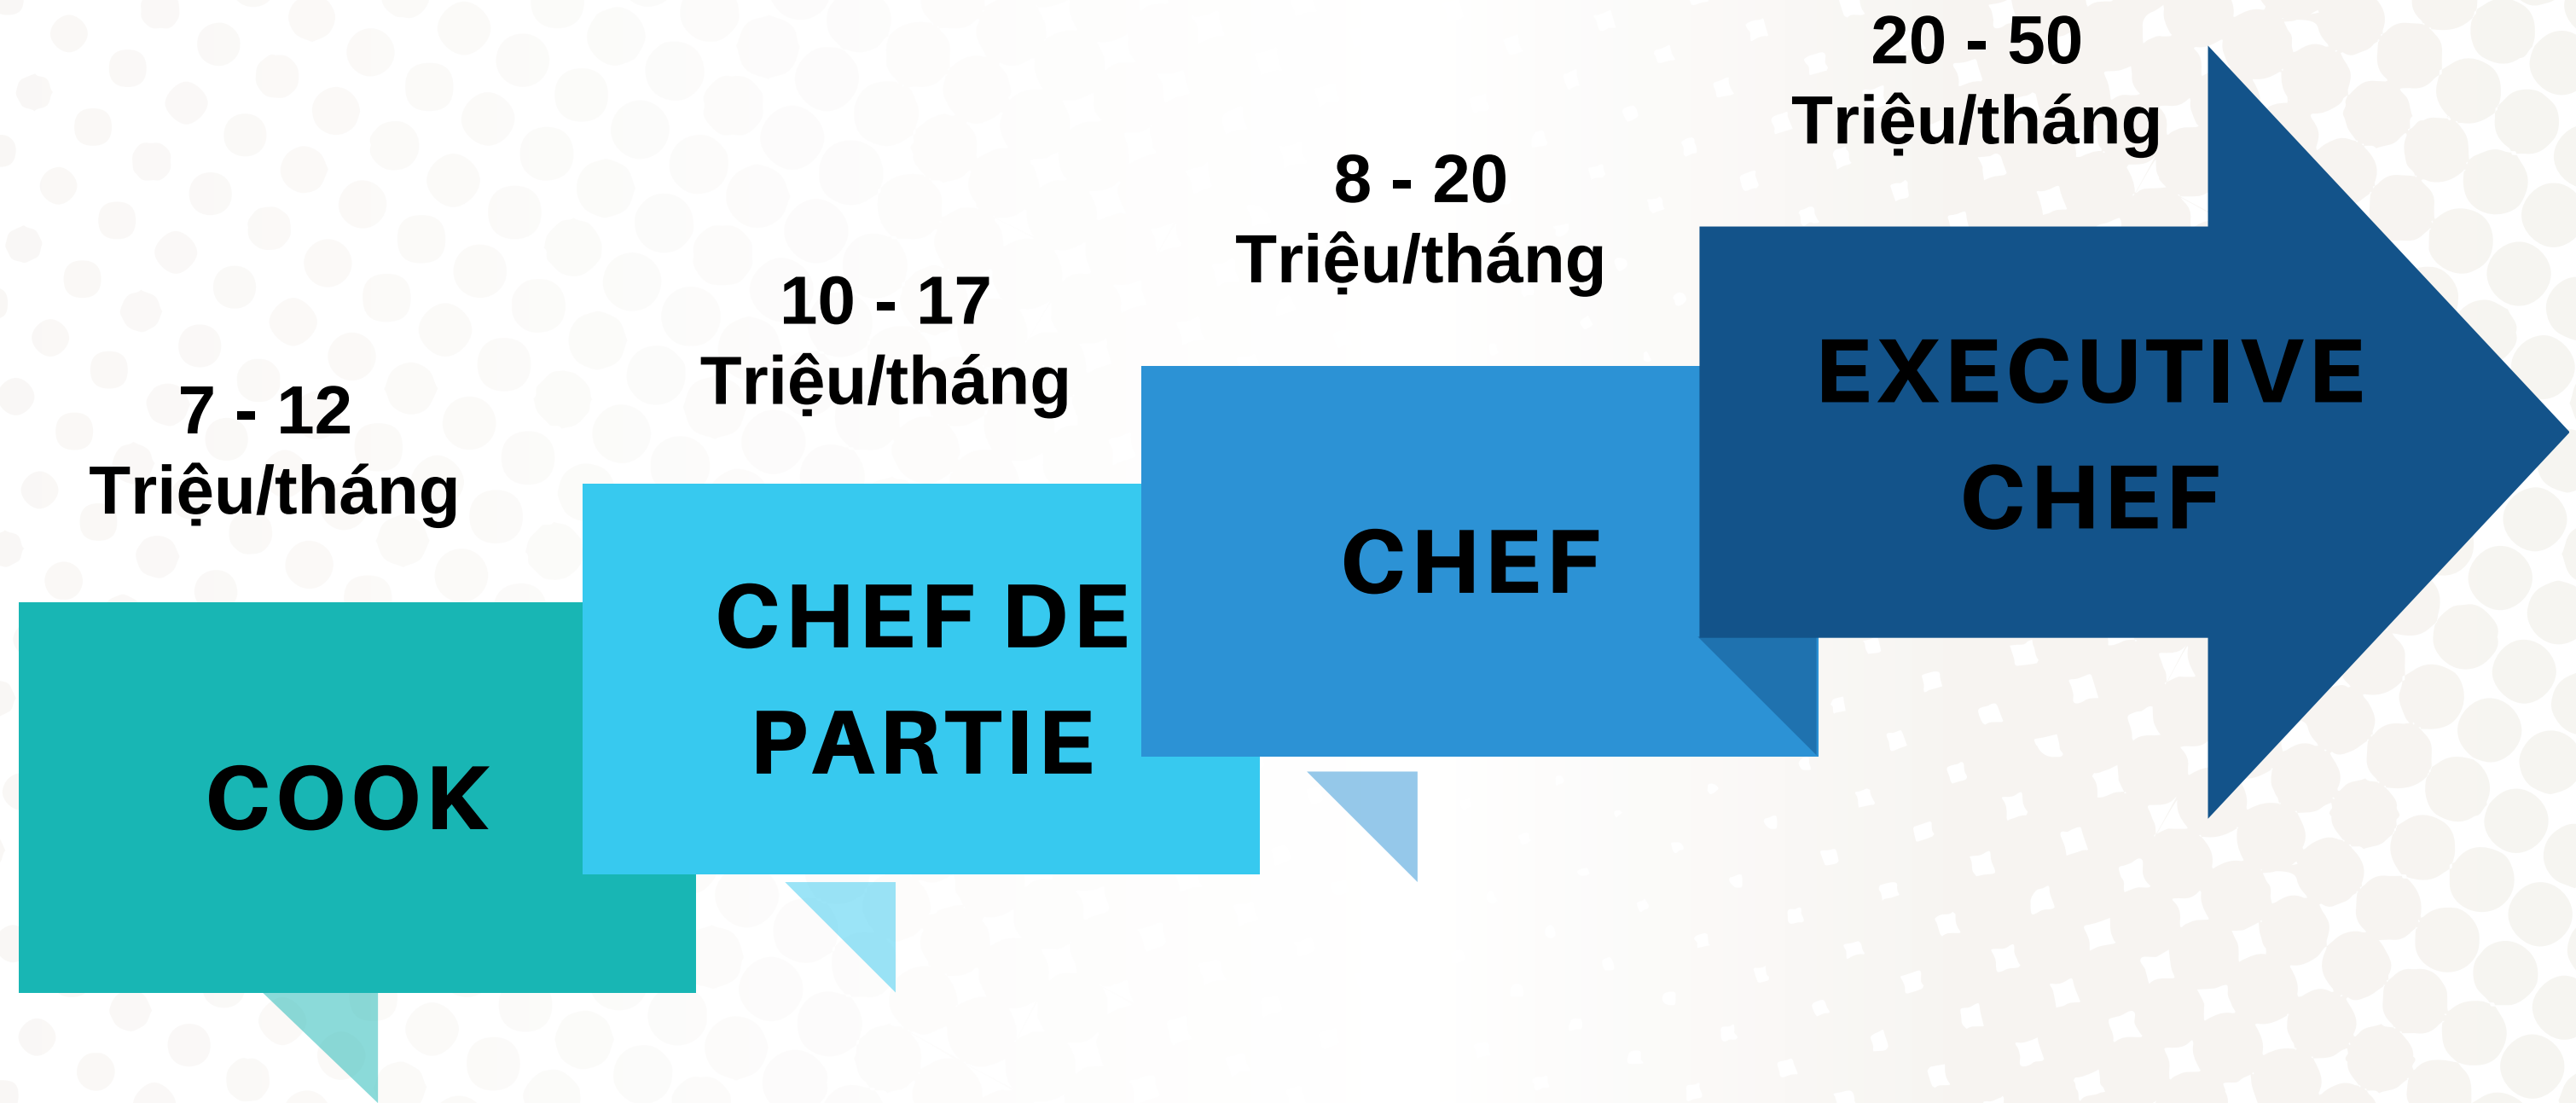 7 - 12
Triệu/tháng
COOK
10 - 17
Triệu/tháng
CHEF DE
PARTIE
8 - 20
Triệu/tháng
CHEF
20 - 50
Triệu/tháng
EXECUTIVE
CHEF